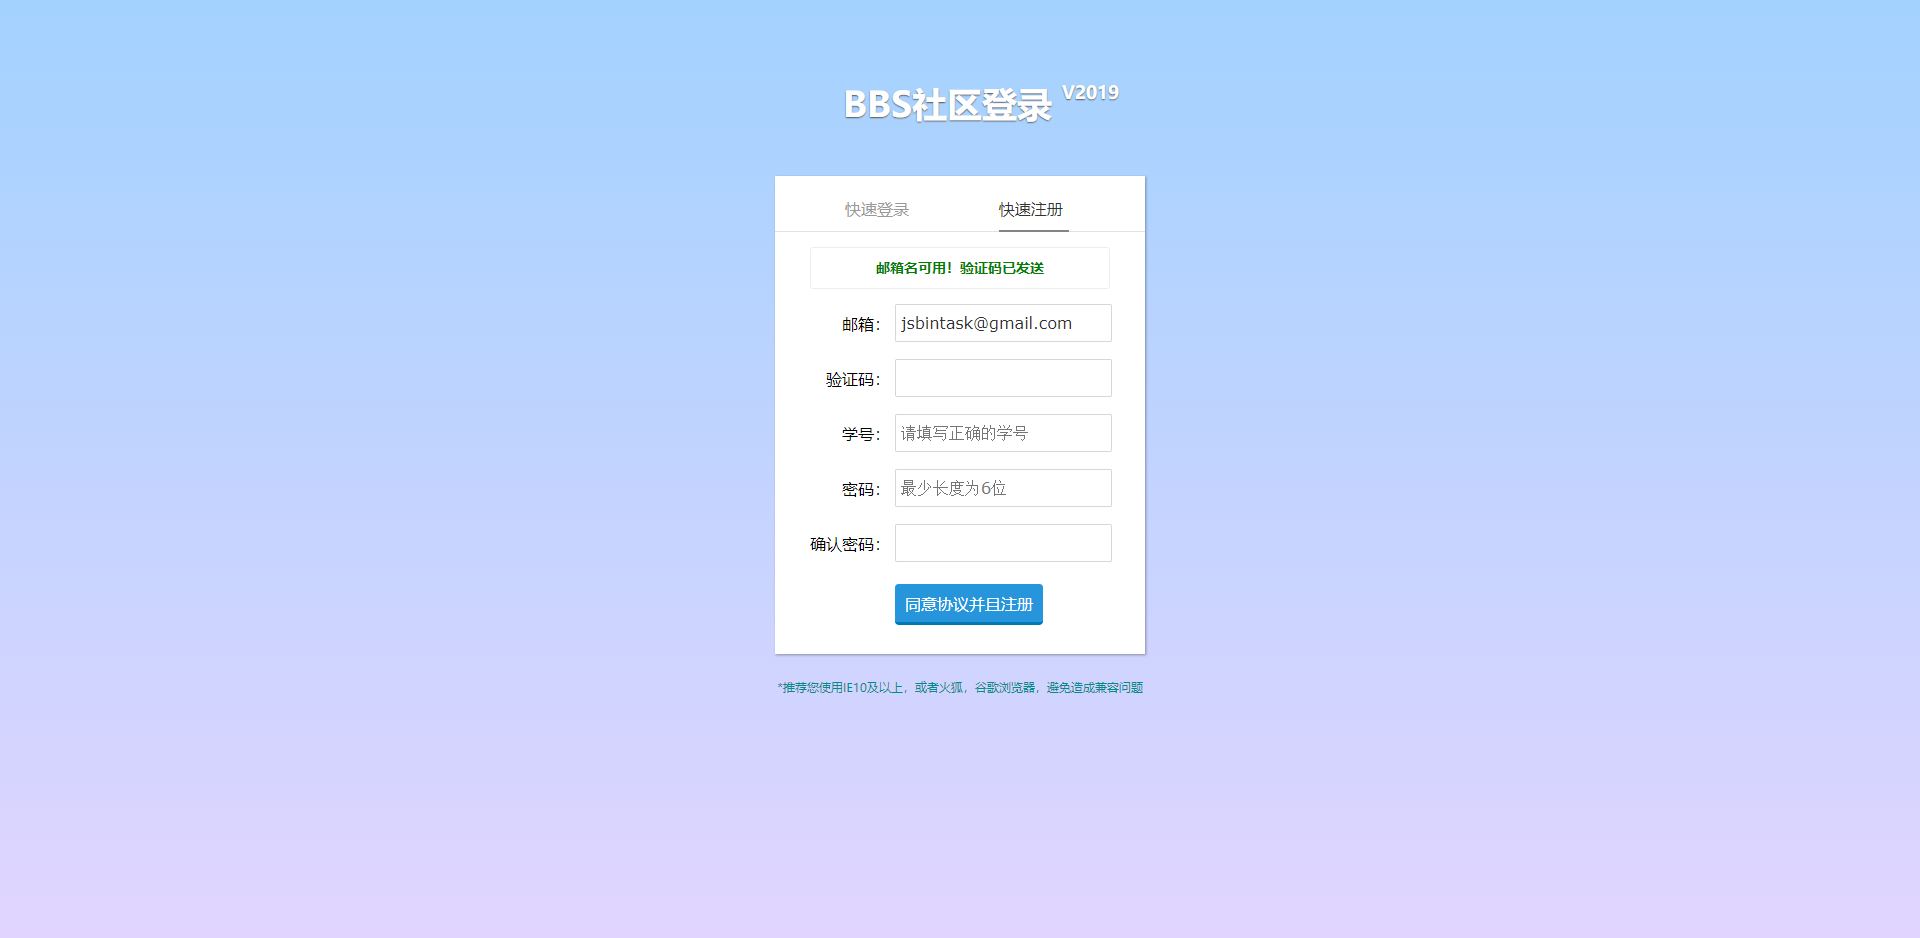 BBS社区登录 V2019
快速登录 快速注册
邮箱名可用！验证码已发送
邮箱： jsbintask@gmail.com
验证码：
学号： 请填写正确的学号
密码： 最少长度为6位
确认密码：
同意协议并且注册
*推荐您使用IE10及以上，或者火狐，谷歌浏览器，避免造成兼容问题